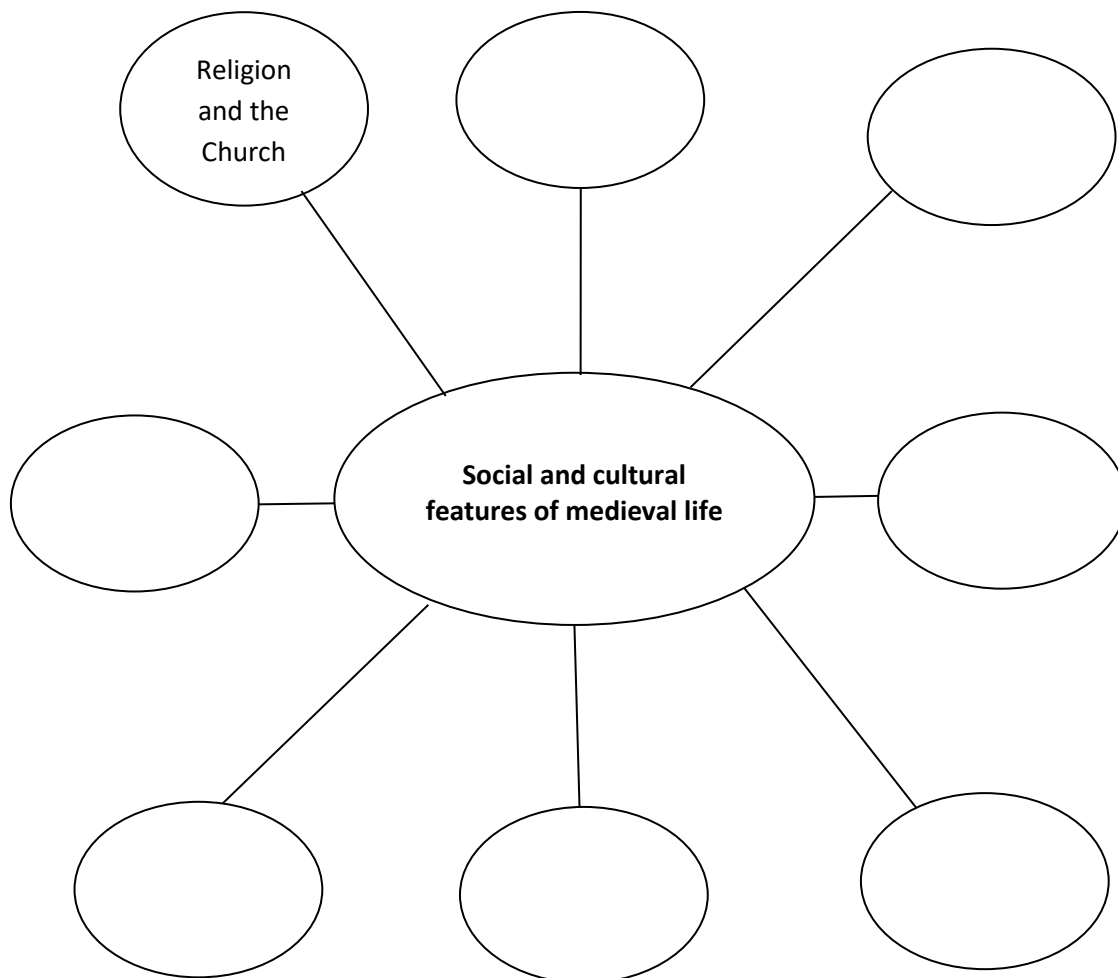 Religion
and the
Church
Social and cultural
features of medieval life